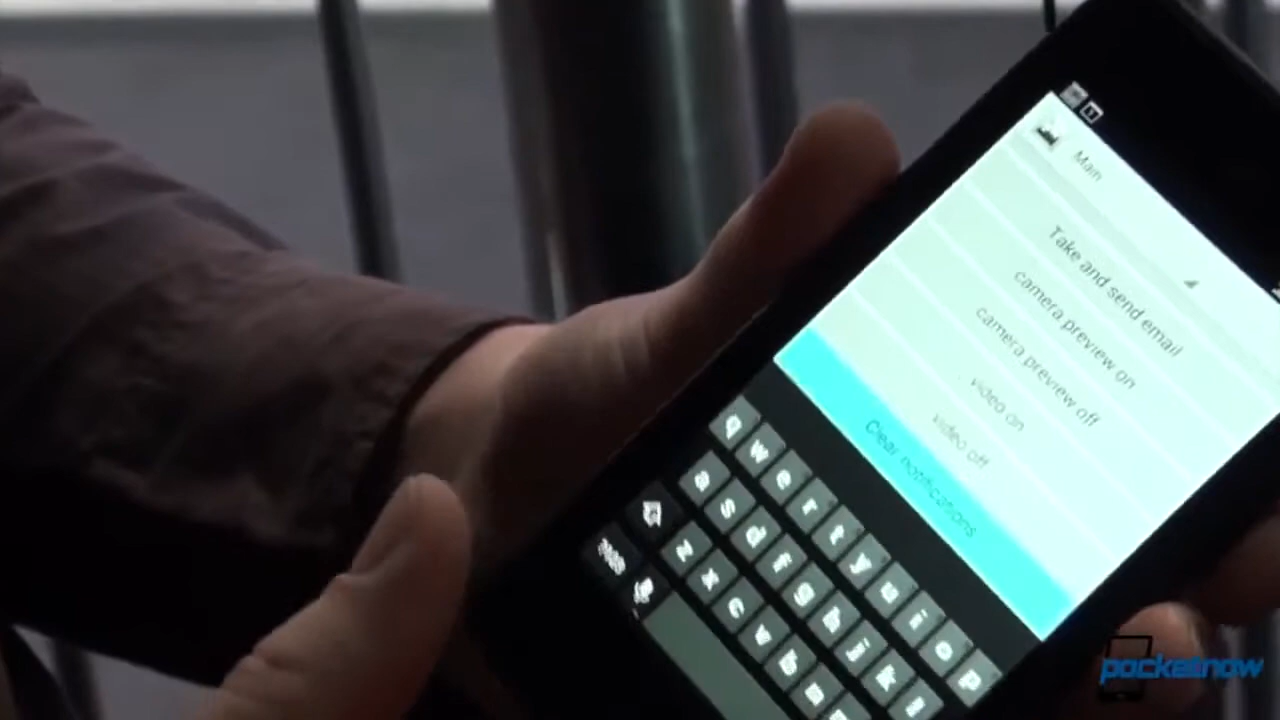 Main
Take and send email
camera preview on
camera preview off
video on
video off
Clear notifications
q w e r t y u i o p
a s d f g h j k
z x c v b n m
pocketnow